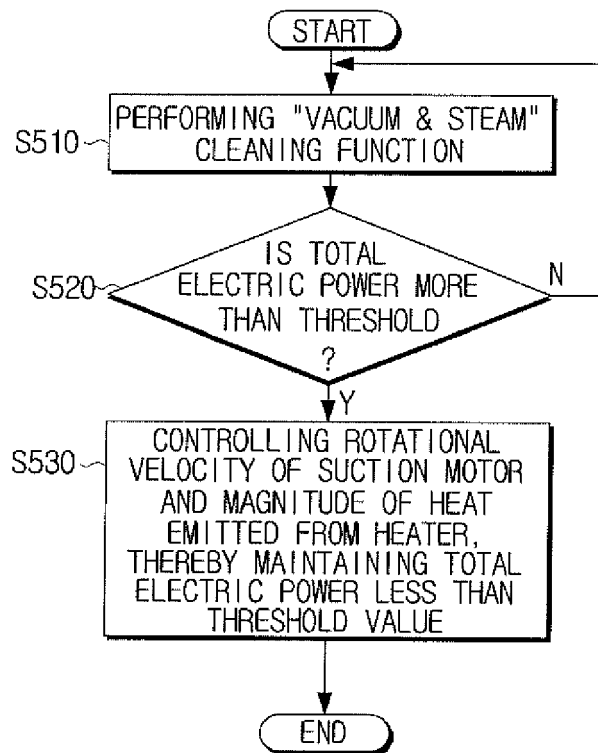 START
S510
PERFORMING "VACUUM & STEAM"
CLEANING FUNCTION
S520
IS TOTAL
ELECTRIC POWER MORE
THAN THRESHOLD
?
N
Y
S530
CONTROLLING ROTATIONAL
VELOCITY OF SUCTION MOTOR
AND MAGNITUDE OF HEAT
EMITTED FROM HEATER,
THEREBY MAINTAINING TOTAL
ELECTRIC POWER LESS THAN
THRESHOLD VALUE
END